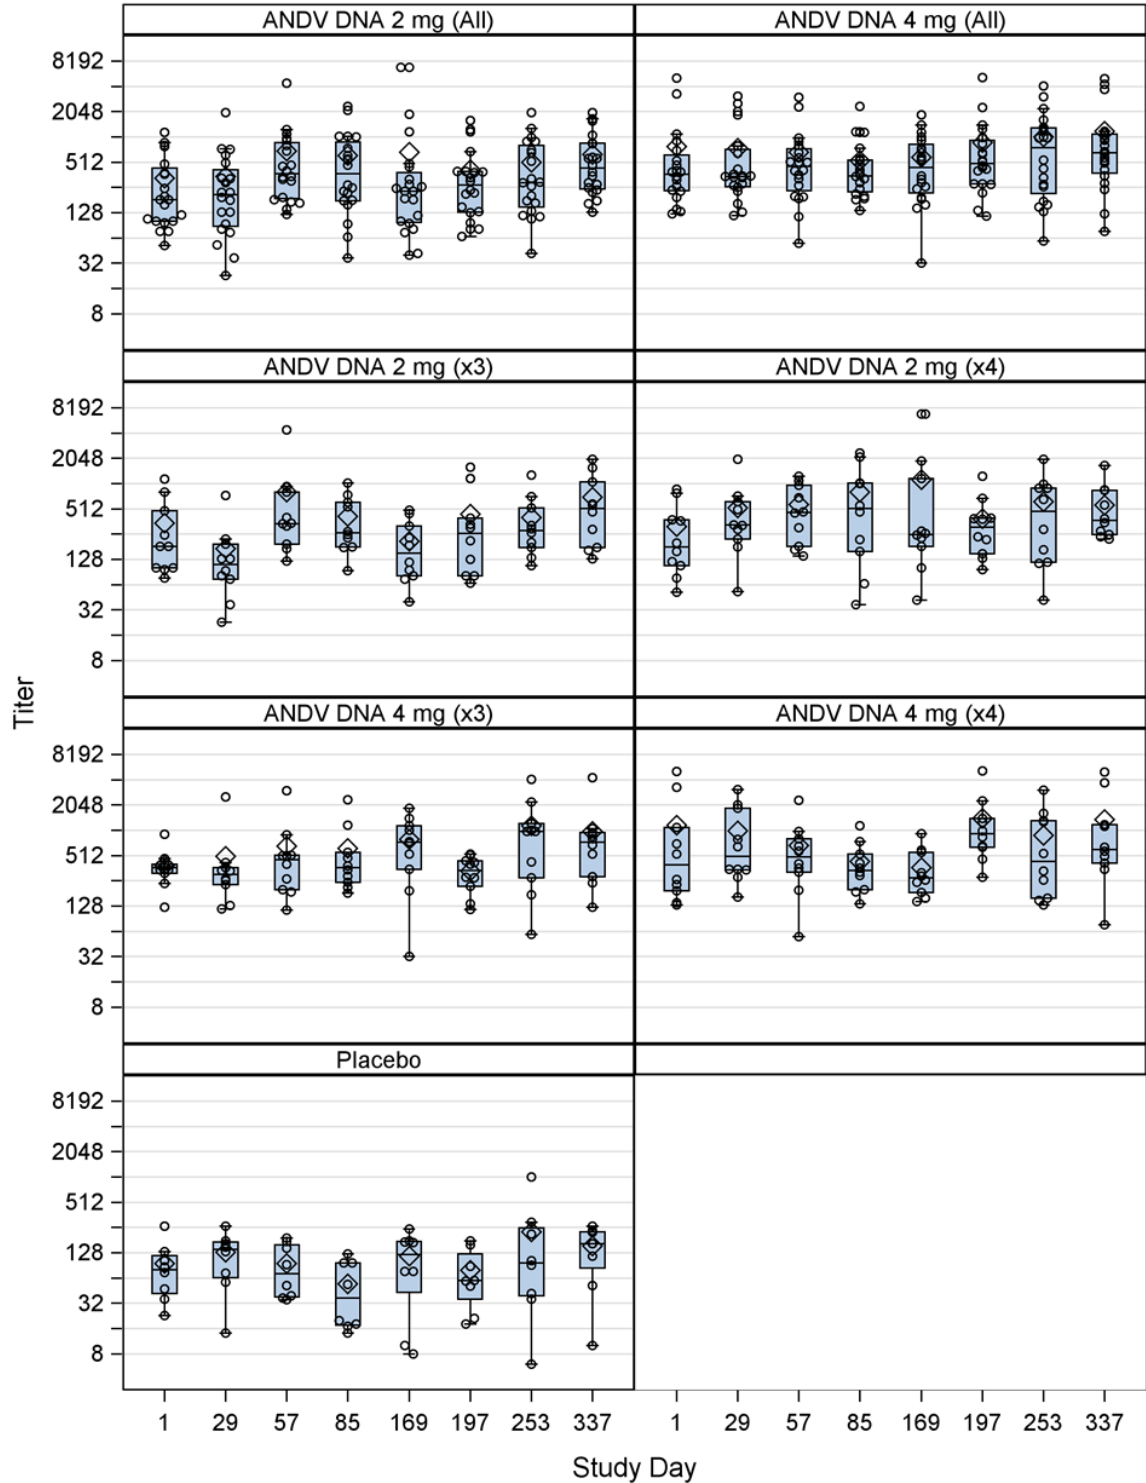 ANDV DNA 2 mg (All)
ANDV DNA 4 mg (All)
8192
2048
512
128
32
8
ANDV DNA 2 mg (x3)
ANDV DNA 2 mg (x4)
8192
2048
512
128
32
8
Titer
ANDV DNA 4 mg (x3)
ANDV DNA 4 mg (x4)
8192
2048
512
128
32
8
Placebo
8192
2048
512
128
32
8
1 29 57 85 169 197 253 337
1 29 57 85 169 197 253 337
Study Day